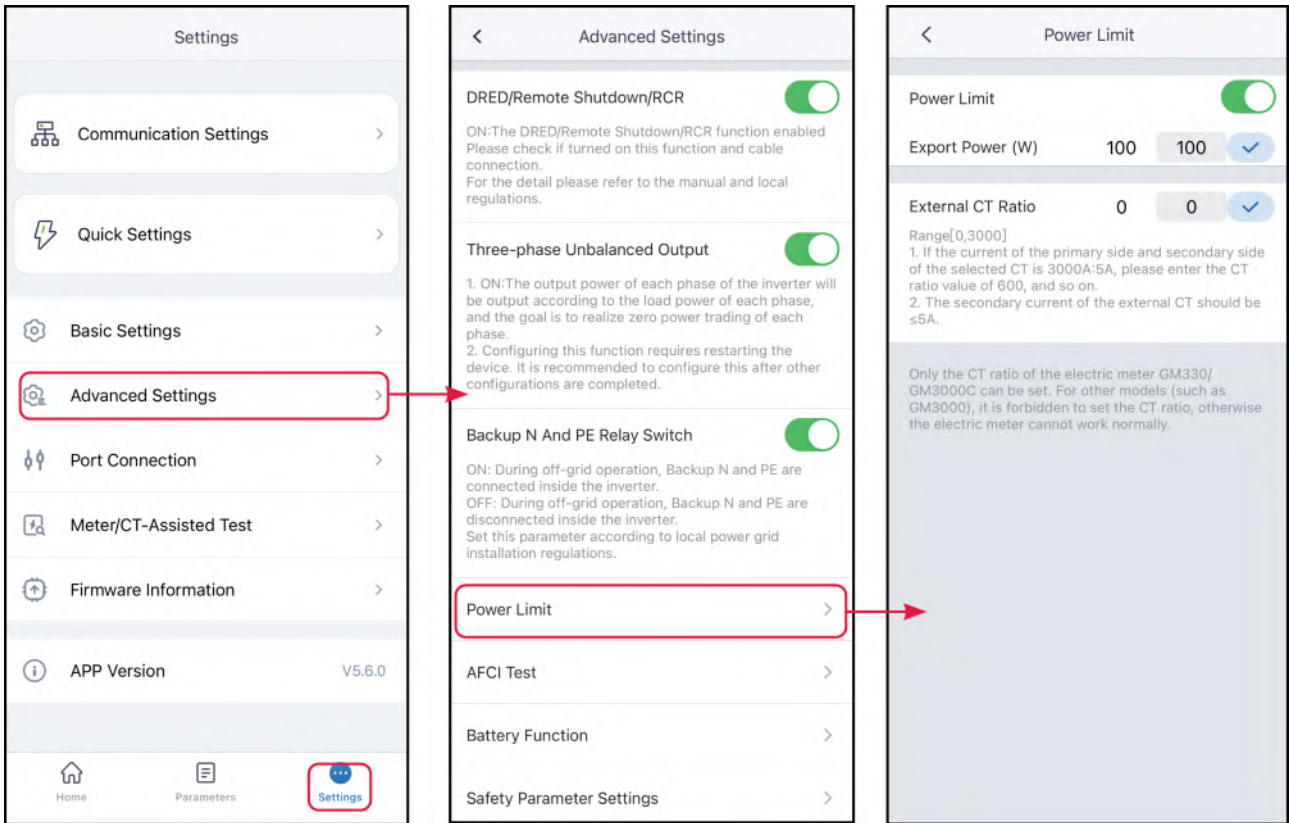 Settings
Communication Settings
Quick Settings
Basic Settings
Advanced Settings
Port Connection
Meter/CT-Assisted Test
Firmware Information
APP Version V5.6.0
Home Parameters Settings
Advanced Settings
DRED/Remote Shutdown/RCR
ON:The DRED/Remote Shutdown/RCR function enabled
Please check if turned on this function and cable
connection.
For the detail please refer to the manual and local
regulations.
Three-phase Unbalanced Output
1. ON:The output power of each phase of the inverter will
be output according to the load power of each phase,
and the goal is to realize zero power trading of each
phase.
2. Configuring this function requires restarting the
device. It is recommended to configure this after other
configurations are completed.
Backup N And PE Relay Switch
ON: During off-grid operation, Backup N and PE are
connected inside the inverter.
OFF: During off-grid operation, Backup N and PE are
disconnected inside the inverter.
Set this parameter according to local power grid
installation regulations.
Power Limit
AFCI Test
Battery Function
Safety Parameter Settings
Power Limit
Power Limit
Export Power (W) 100 100
External CT Ratio 0 0
Range[0,3000]
1. If the current of the primary side and secondary side
of the selected CT is 3000A:5A, please enter the CT
ratio value of 600, and so on.
2. The secondary current of the external CT should be
≤5A.
Only the CT ratio of the electric meter GM330/
GM3000C can be set. For other models (such as
GM3000), it is forbidden to set the CT ratio, otherwise
the electric meter cannot work normally.